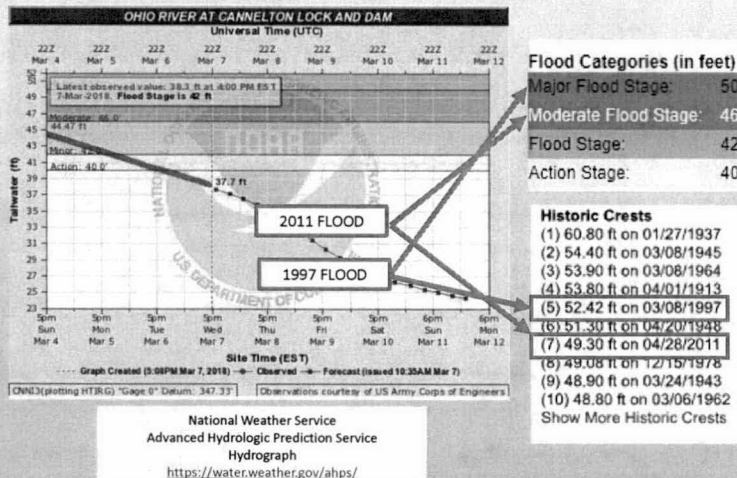 OHIO RIVER AT CANNELTON LOCK AND DAM
Universal Time (UTC)
22Z 22Z 22Z 22Z 22Z 22Z 22Z 22Z 22Z
Mar 4 Mar 5 Mar 6 Mar 7 Mar 8 Mar 9 Mar 10 Mar 11 Mar 12
Latest observed value: 38.3 ft at 4:00 PM EST
7-Mar-2018. Flood Stage is 42 ft
Moderate: 46.0'
44.47 ft
Minor: 42.0'
Action: 40.0'
37.7 ft
Tailwater (ft)
52
51
49
47
45
43
41
39
37
35
33
31
29
27
25
23
2011 FLOOD
1997 FLOOD
5pm 5pm 5pm 5pm 5pm 5pm 5pm 6pm 6pm
Sun Mon Tue Wed Thu Fri Sat Sun Mon
Mar 4 Mar 5 Mar 6 Mar 7 Mar 8 Mar 9 Mar 10 Mar 11 Mar 12
Site Time (EST)
Graph Created (5:08PM Mar 7, 2018) Observed Forecast (issued 10:35AM Mar 7)
CNNI3(plotting HTIRG) "Gage 0" Datum: 347.33'
Observations courtesy of US Army Corps of Engineers
National Weather Service
Advanced Hydrologic Prediction Service
Hydrograph
https://water.weather.gov/ahps/
Flood Categories (in feet)
Major Flood Stage: 50
Moderate Flood Stage: 46
Flood Stage: 42
Action Stage: 40
Historic Crests
(1) 60.80 ft on 01/27/1937
(2) 54.40 ft on 03/08/1945
(3) 53.90 ft on 03/08/1964
(4) 53.80 ft on 04/01/1913
(5) 52.42 ft on 03/08/1997
(6) 51.30 ft on 04/20/1948
(7) 49.30 ft on 04/28/2011
(8) 49.08 ft on 12/15/1978
(9) 48.90 ft on 03/24/1943
(10) 48.80 ft on 03/06/1962
Show More Historic Crests